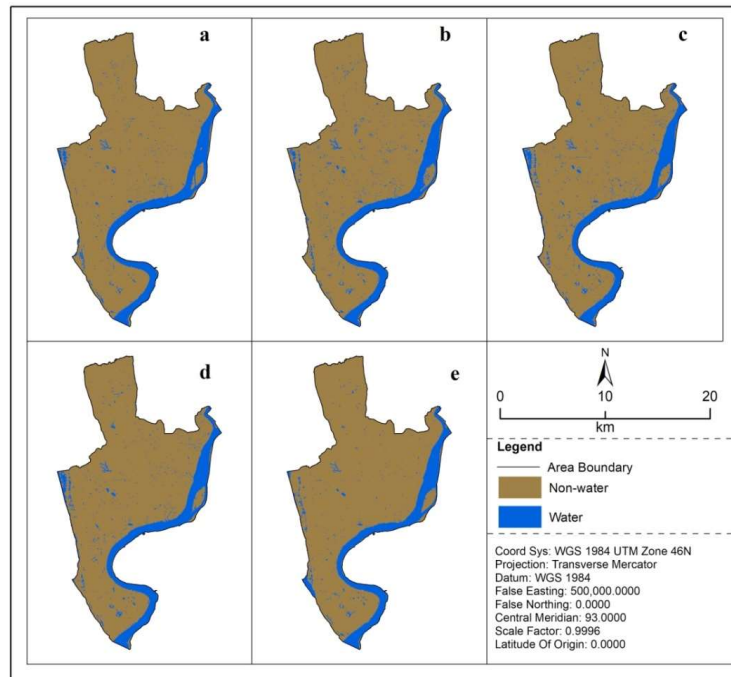 a
b
c
d
e
N
0 10 20
km
Legend
Area Boundary
Non-water
Water
Coord Sys: WGS 1984 UTM Zone 46N
Projection: Transverse Mercator
Datum: WGS 1984
False Easting: 500,000.0000
False Northing: 0.0000
Central Meridian: 93.0000
Scale Factor: 0.9996
Latitude Of Origin: 0.0000